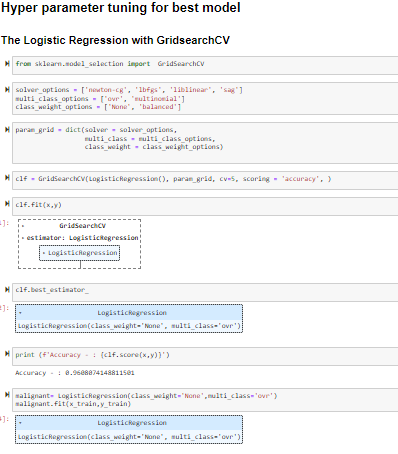 Hyper parameter tuning for best model
The Logistic Regression with GridsearchCV
from sklearn.model_selection import GridSearchCV
solver_options = ['newton-cg', 'lbfgs', 'liblinear', 'sag']
multi_class_options = ['ovr', 'multinomial']
class_weight_options = ['None', 'balanced']
param_grid = dict(solver = solver_options,
multi_class = multi_class_options,
class_weight = class_weight_options)
clf = GridSearchCV(LogisticRegression(), param_grid, cv=5, scoring = 'accuracy', )
clf.fit(x,y)
]:
GridSearchCV
estimator: LogisticRegression
LogisticRegression
clf.best_estimator_
]:
LogisticRegression
LogisticRegression(class_weight='None', multi_class='ovr')
print (f'Accuracy - : {clf.score(x,y)}')
Accuracy - : 0.9608074148811501
malignant= LogisticRegression(class_weight='None',multi_class='ovr')
malignant.fit(x_train,y_train)
]:
LogisticRegression
LogisticRegression(class_weight='None', multi_class='ovr')